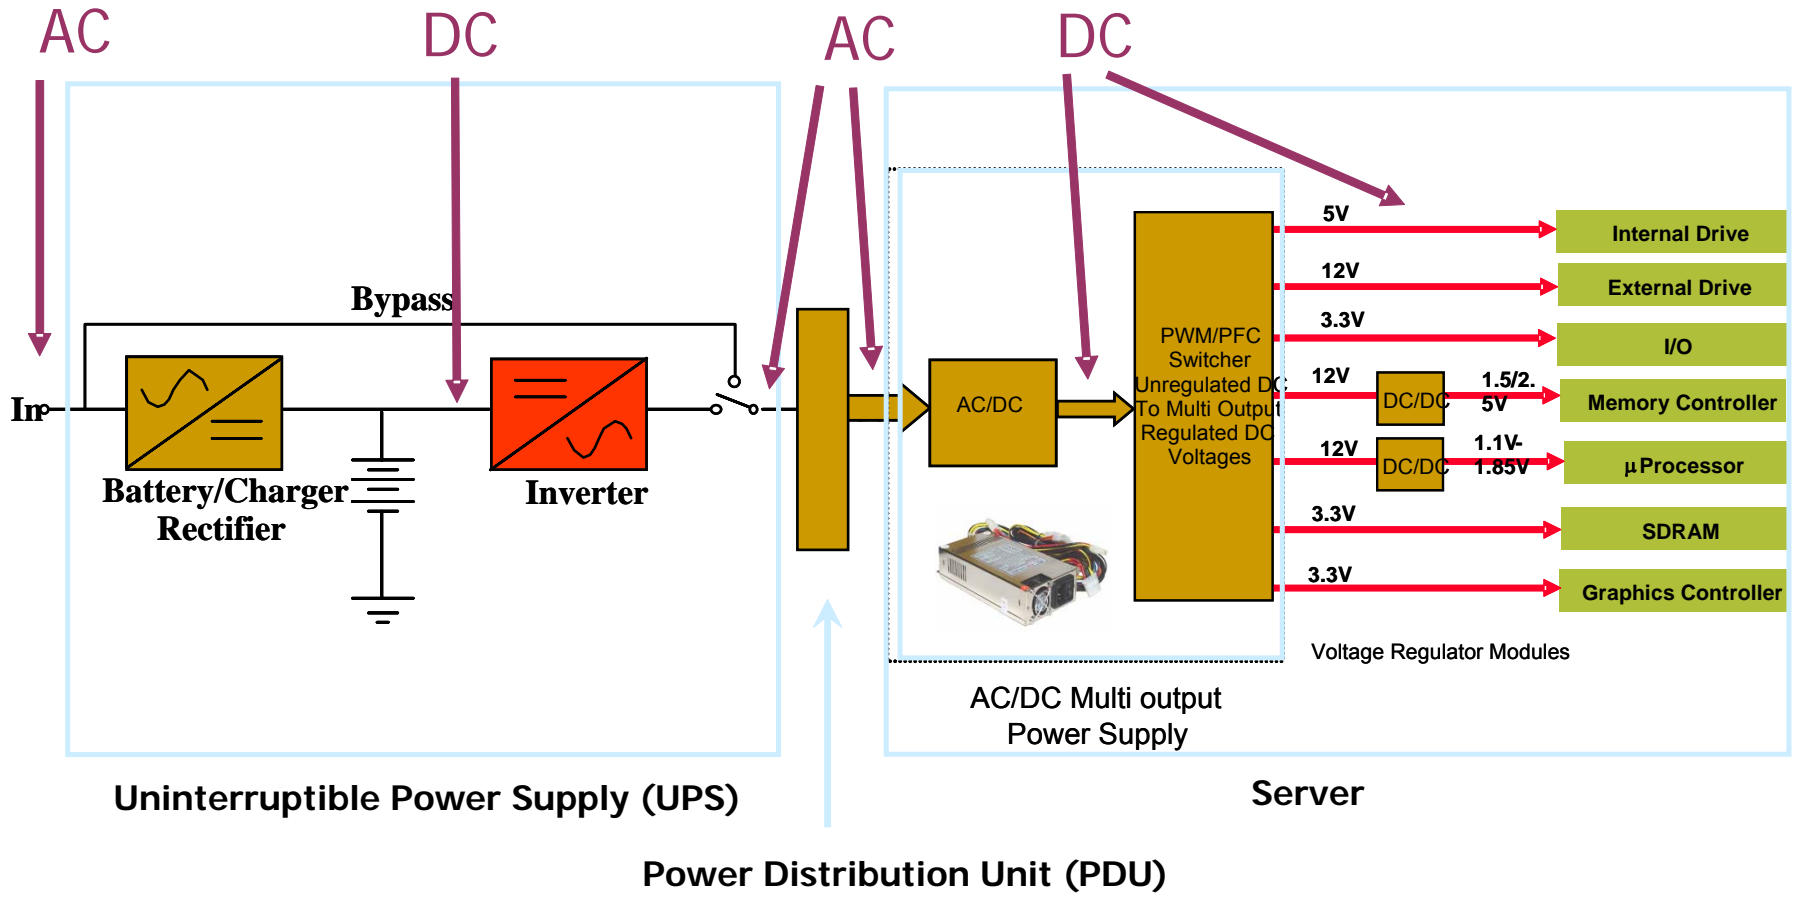 AC
DC
AC
DC
Bypass
In
Battery/Charger
Rectifier
Inverter
AC/DC
PWM/PFC
Switcher
Unregulated DC
To Multi Output
Regulated DC
Voltages
5V
Internal Drive
12V
External Drive
3.3V
I/O
12V
DC/DC
1.5/2.
5V
Memory Controller
12V
DC/DC
1.1V-
1.85V
µProcessor
3.3V
SDRAM
3.3V
Graphics Controller
Voltage Regulator Modules
AC/DC Multi output
Power Supply
Uninterruptible Power Supply (UPS)
Server
Power Distribution Unit (PDU)